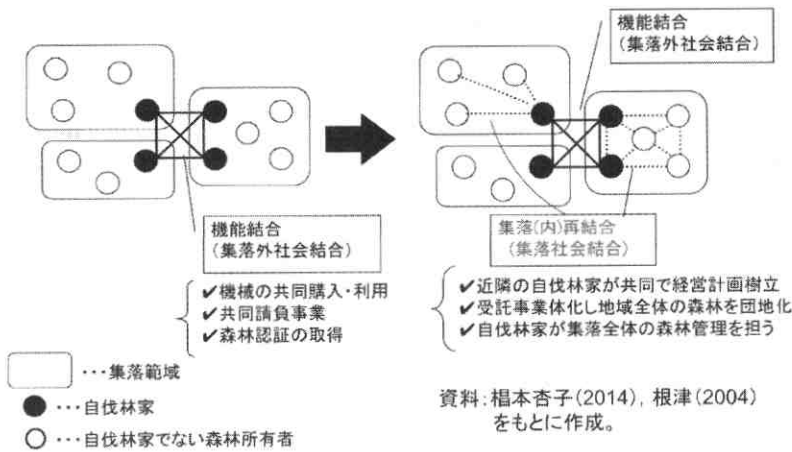 機能結合
(集落外社会結合)
機能結合
(集落外社会結合)
集落(内)再結合
(集落社会結合)
✔機械の共同購入・利用
✔共同請負事業
✔森林認証の取得
✔近隣の自伐林家が共同で経営計画樹立
✔受託事業体化し地域全体の森林を団地化
✔自伐林家が集落全体の森林管理を担う
・・・集落範域
・・・自伐林家
・・・自伐林家でない森林所有者
資料:椙本杏子(2014),根津(2004)
をもとに作成。